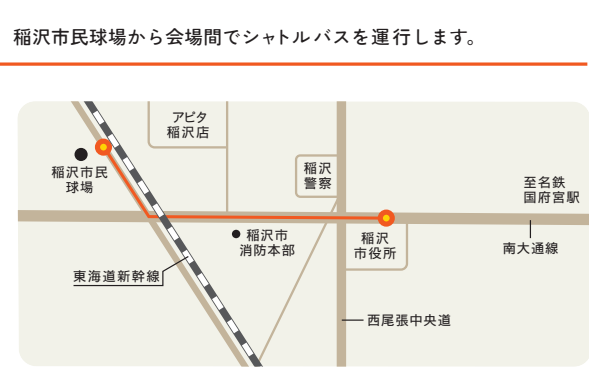 稲沢市民球場から会場間でシャトルバスを運行します。
アピタ
稲沢店
稲沢市民
球場
稲沢
警察
至名鉄
国府宮駅
稲沢市
消防本部
稲沢
市役所
南大通線
東海道新幹線
西尾張中央道